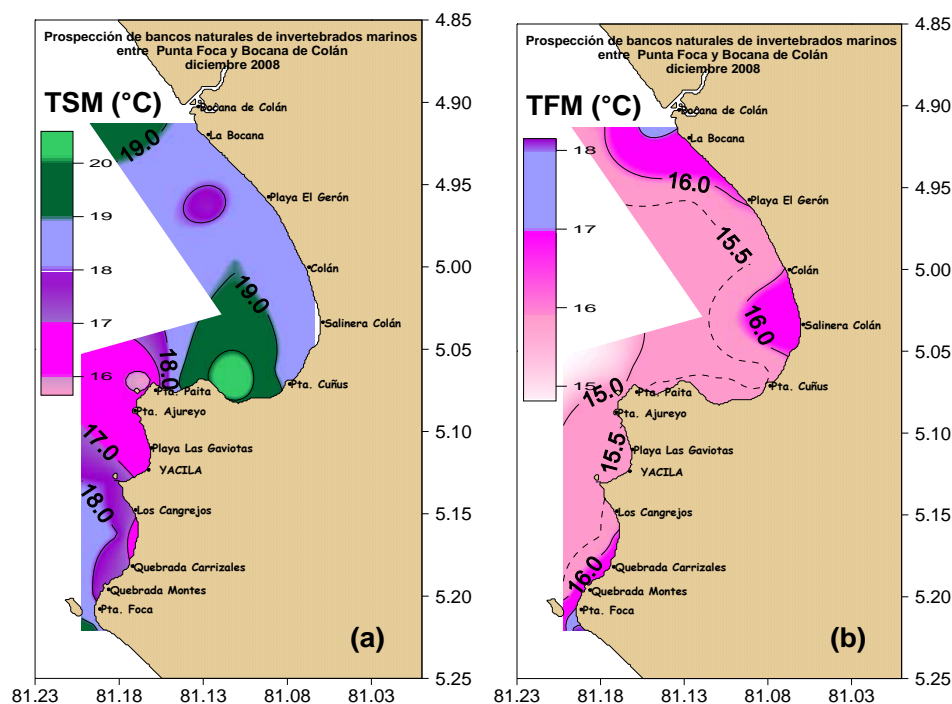 Prospección de bancos naturales de invertebrados marinos
entre Punta Foca y Bocana de Colán
diciembre 2008
TSM (°C)
20
19
18
17
16
19.0
19.0
18.0
17.0
18.0
Bocana de Colán
La Bocana
Playa El Gerón
Colán
Salinera Colán
Pta. Cuñus
Pta. Paita
Pta. Ajureyo
Playa Las Gaviotas
YACILA
Los Cangrejos
Quebrada Carrizales
Quebrada Montes
Pta. Foca
(a)
4.85
4.90
4.95
5.00
5.05
5.10
5.15
5.20
5.25
81.23
81.18
81.13
81.08
81.03
Prospección de bancos naturales de invertebrados marinos
entre Punta Foca y Bocana de Colán
diciembre 2008
TFM (°C)
18
17
16
15
16.0
15.5
16.0
15.0
15.5
16.0
Bocana de Colán
La Bocana
Playa El Gerón
Colán
Salinera Colán
Pta. Cuñus
Pta. Paita
Pta. Ajureyo
Playa Las Gaviotas
YACILA
Los Cangrejos
Quebrada Carrizales
Quebrada Montes
Pta. Foca
(b)
4.85
4.90
4.95
5.00
5.05
5.10
5.15
5.20
5.25
81.23
81.18
81.13
81.08
81.03